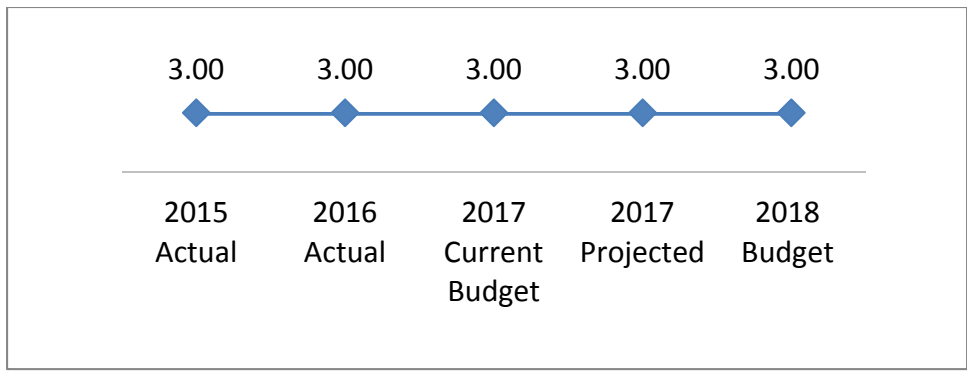 3.00 3.00 3.00 3.00 3.00
2015 2016 2017 2017 2018
Actual Actual Current Projected Budget
Budget